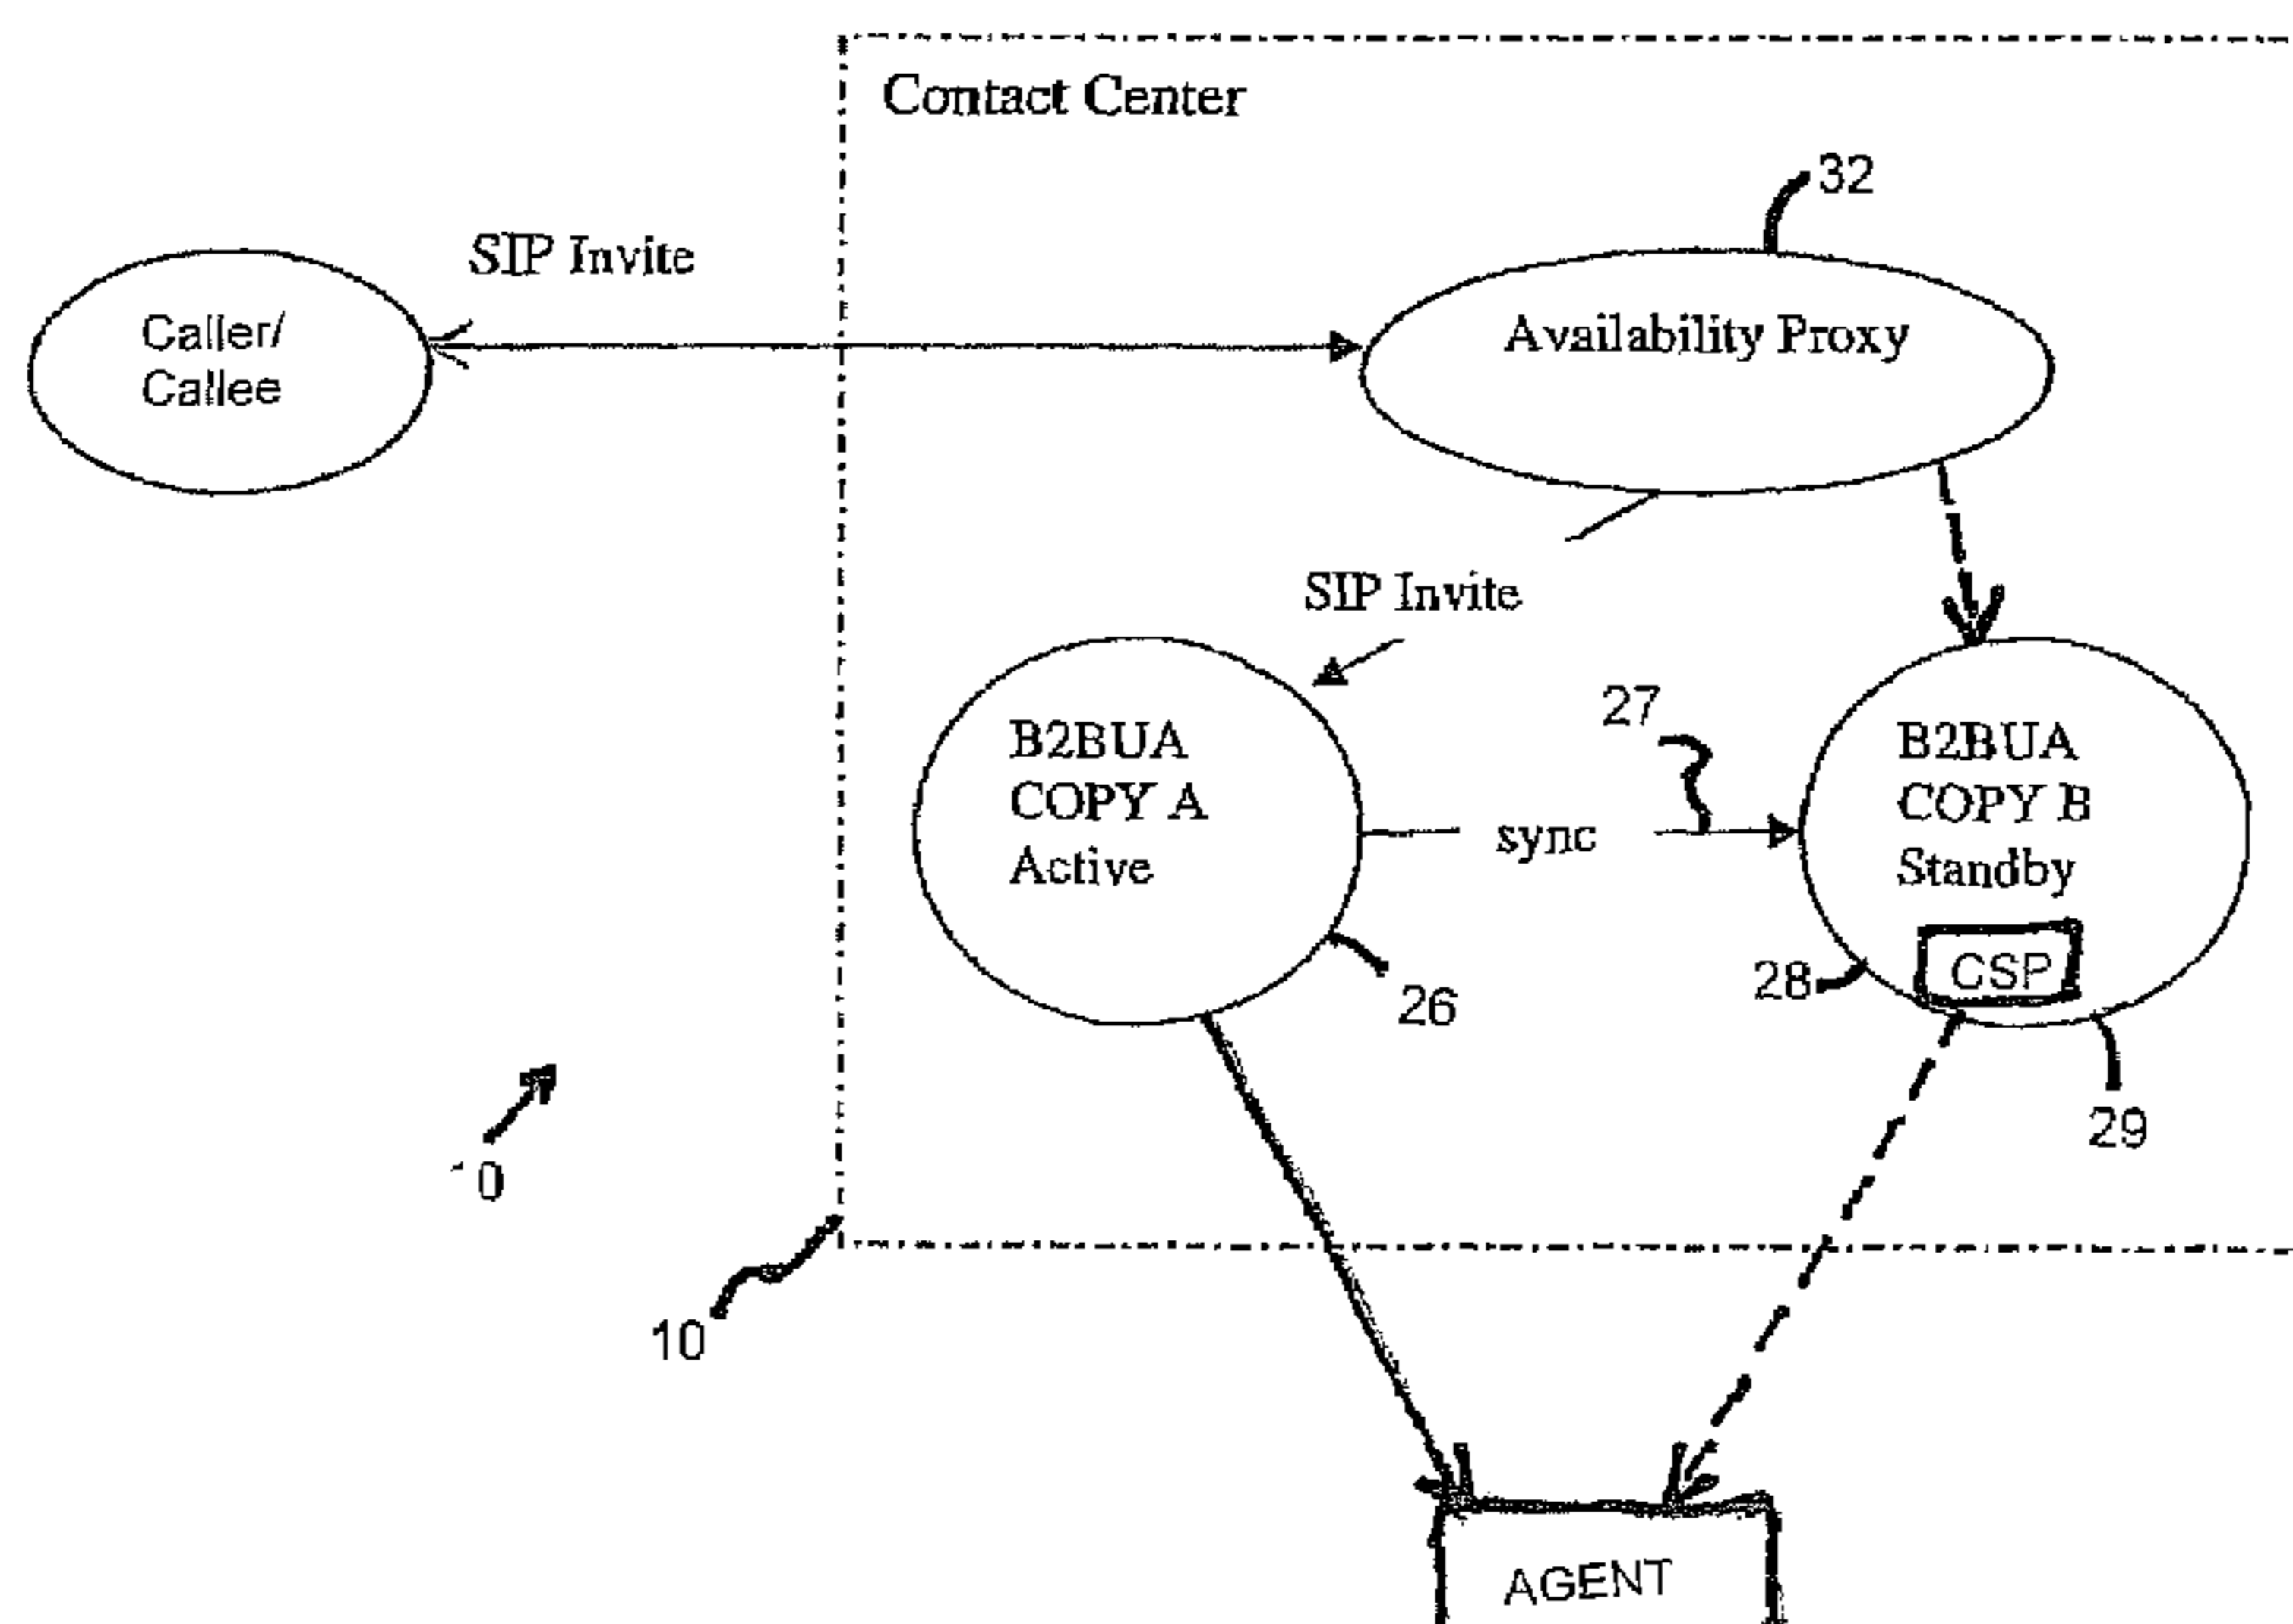 Contact Center
32
SIP Invite
Caller/
Callee
Availability Proxy
SIP Invite
27
B2BUA
COPY A
Active
sync
B2BUA
COPY B
Standby
CSP
26
28
29
10
10
AGENT